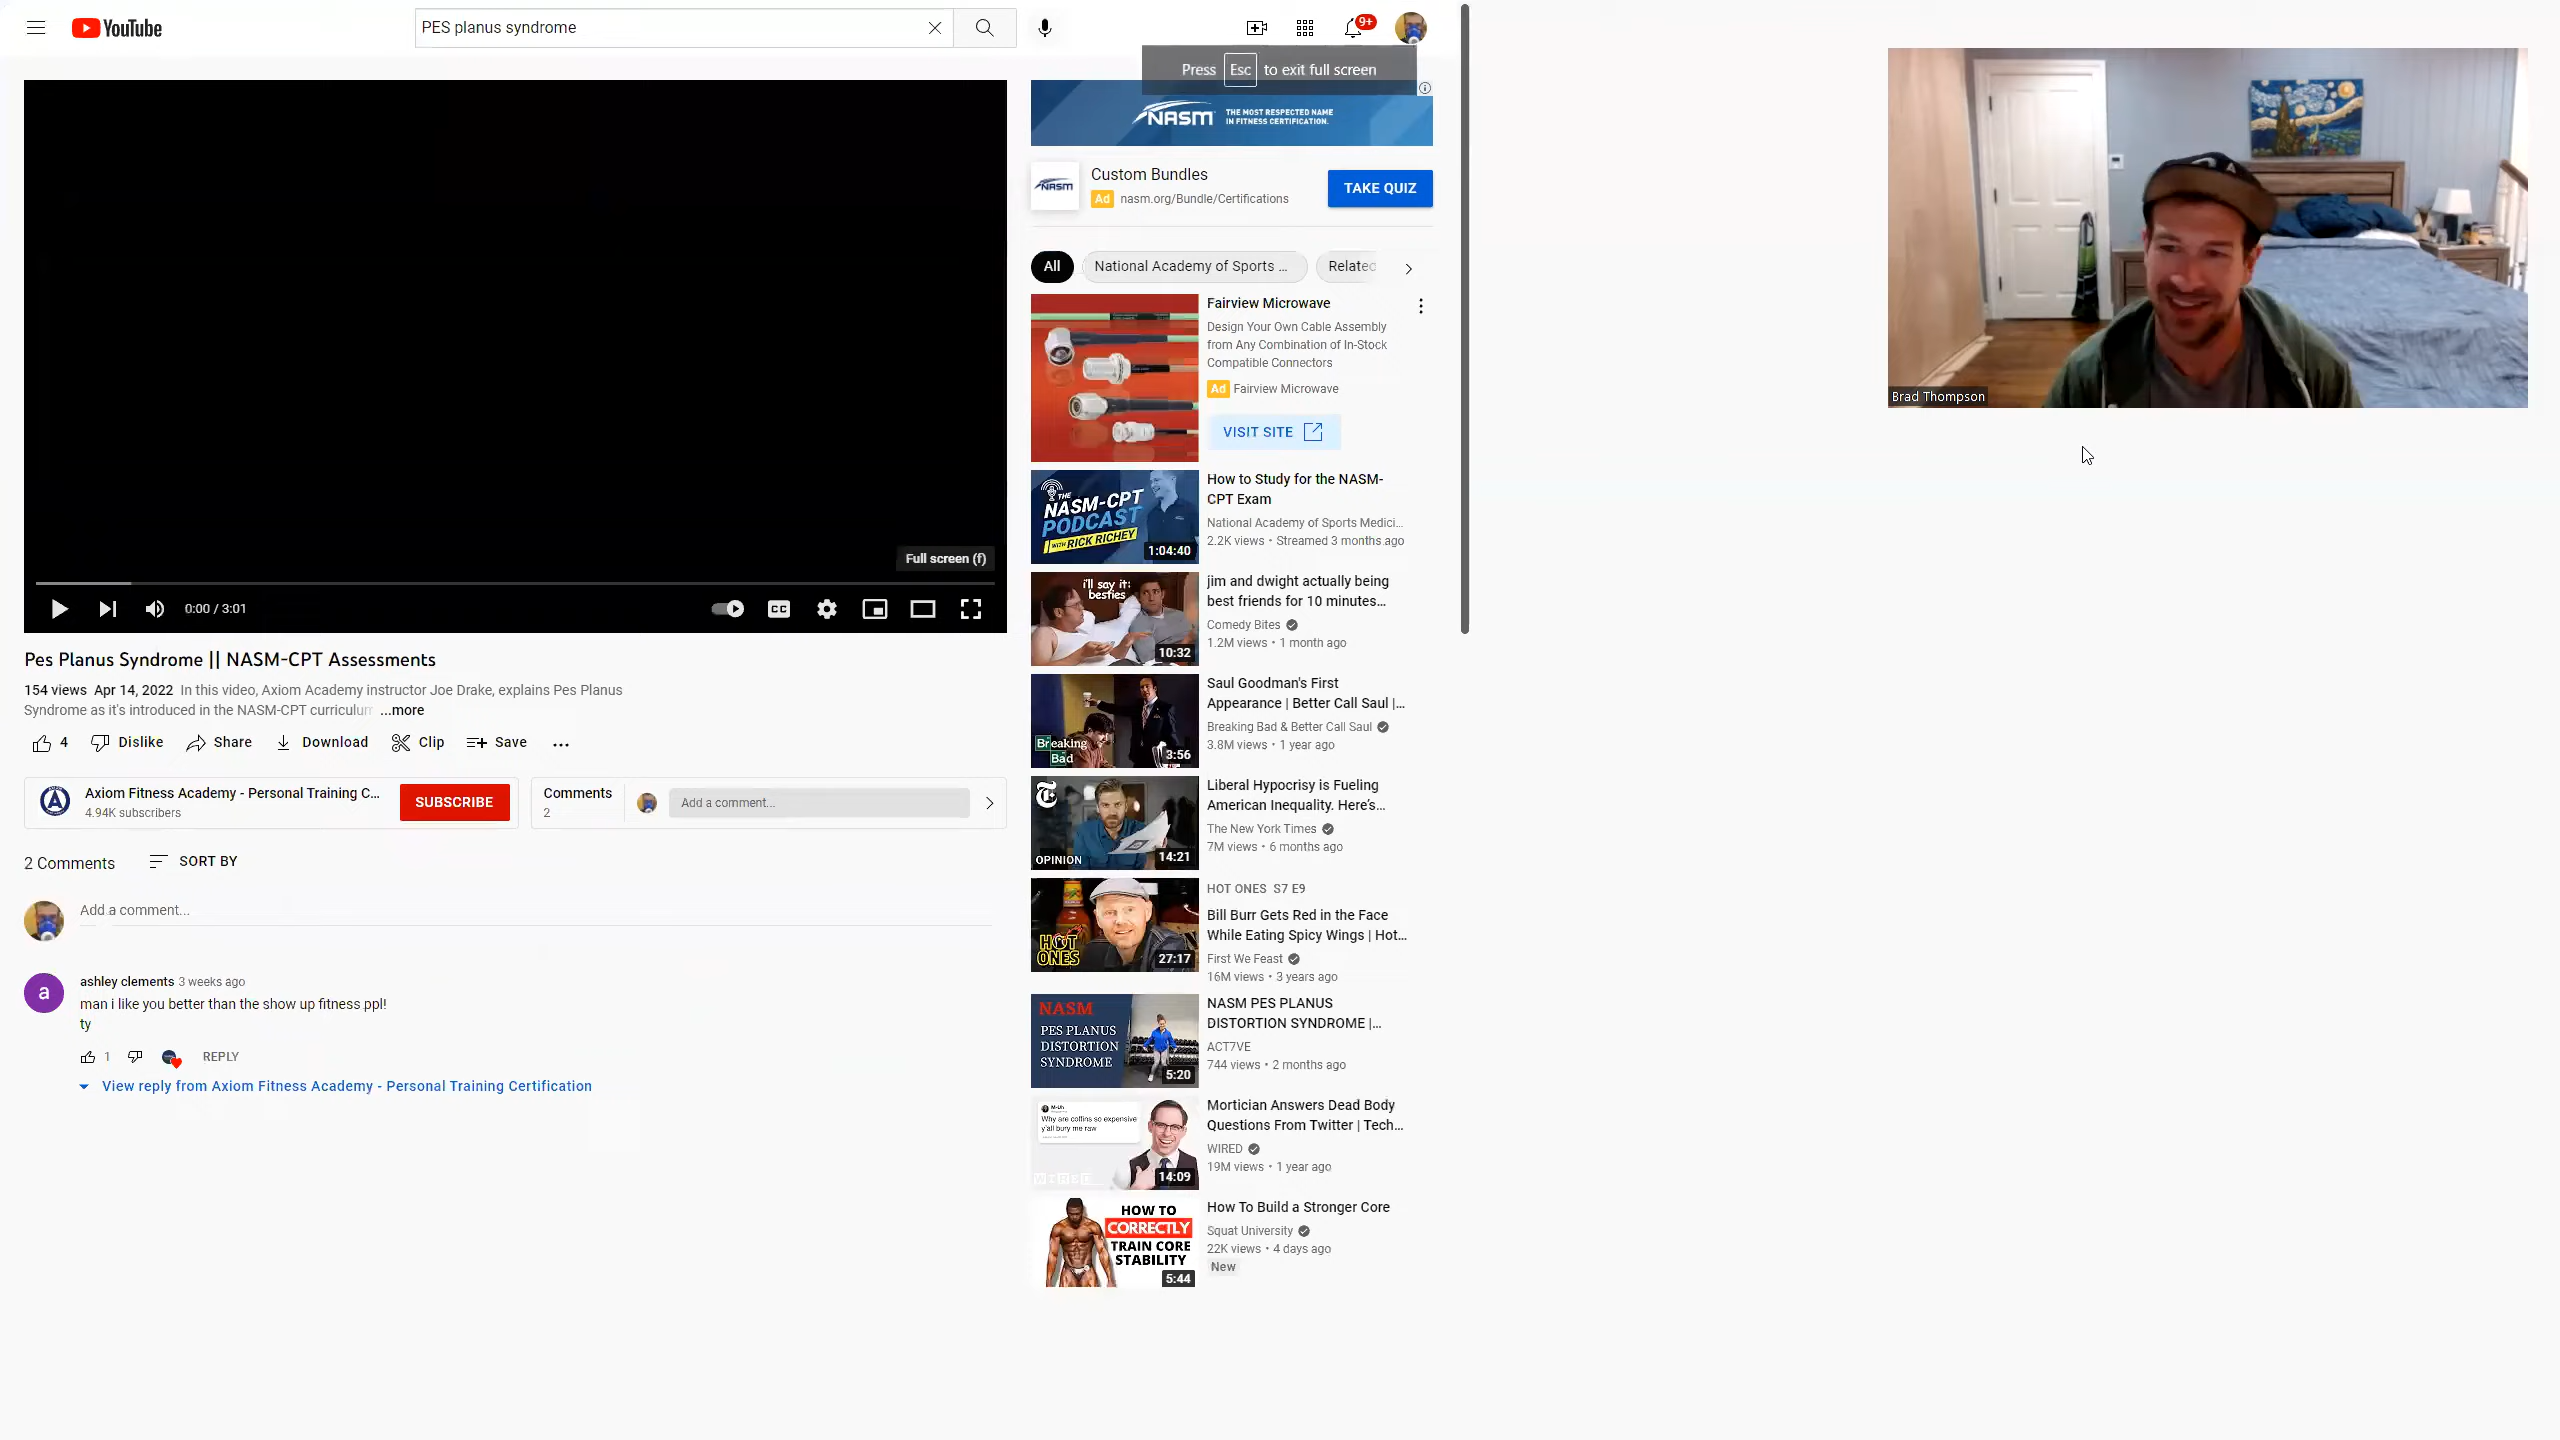 YouTube
PES planus syndrome
9+
Press Esc to exit full screen
NASM THE MOST RESPECTED NAME
IN FITNESS CERTIFICATION.
NASM
Custom Bundles
Ad nasm.org/Bundle/Certifications
TAKE QUIZ
All
National Academy of Sports ...
Related
Fairview Microwave
Design Your Own Cable Assembly
from Any Combination of In-Stock
Compatible Connectors
Ad Fairview Microwave
VISIT SITE
THE
NASM-CPT
PODCAST
WITH RICK RICHEY
1:04:40
How to Study for the NASM-
CPT Exam
National Academy of Sports Medici...
2.2K views • Streamed 3 months ago
i'll say it:
besties
10:32
jim and dwight actually being
best friends for 10 minutes...
Comedy Bites
1.2M views • 1 month ago
Breaking
Bad
3:56
Saul Goodman's First
Appearance | Better Call Saul |...
Breaking Bad & Better Call Saul
3.8M views • 1 year ago
OPINION
14:21
Liberal Hypocrisy is Fueling
American Inequality. Here's...
The New York Times
7M views • 6 months ago
HOT
ONES
27:17
HOT ONES S7 E9
Bill Burr Gets Red in the Face
While Eating Spicy Wings | Hot...
First We Feast
16M views • 3 years ago
NASM
PES PLANUS
DISTORTION
SYNDROME
5:20
NASM PES PLANUS
DISTORTION SYNDROME |...
ACT7VE
744 views • 2 months ago
Why are coffins so expensive
y'all bury me raw
WIRED
14:09
Mortician Answers Dead Body
Questions From Twitter | Tech...
WIRED
19M views • 1 year ago
HOW TO
CORRECTLY
TRAIN CORE
STABILITY
5:44
How To Build a Stronger Core
Squat University
22K views • 4 days ago
New
Full screen (f)
0:00 / 3:01
CC
Pes Planus Syndrome || NASM-CPT Assessments
154 views Apr 14, 2022 In this video, Axiom Academy instructor Joe Drake, explains Pes Planus
Syndrome as it's introduced in the NASM-CPT curriculum ...more
4 Dislike Share Download Clip Save ...
Axiom Fitness Academy - Personal Training C...
4.94K subscribers
SUBSCRIBE
Comments
2
Add a comment...
2 Comments SORT BY
Add a comment...
a
ashley clements 3 weeks ago
man i like you better than the show up fitness ppl!
ty
1 REPLY
View reply from Axiom Fitness Academy - Personal Training Certification
Brad Thompson